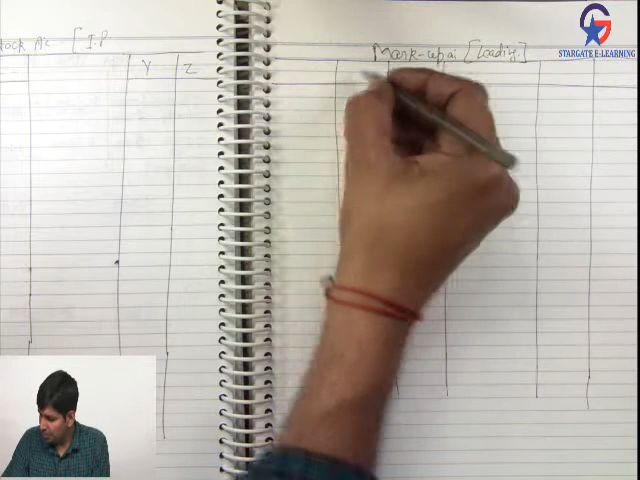 STARGATE E-LEARNING
tock A/c [I.P
Mark-up a/c [Loading]
Y Z